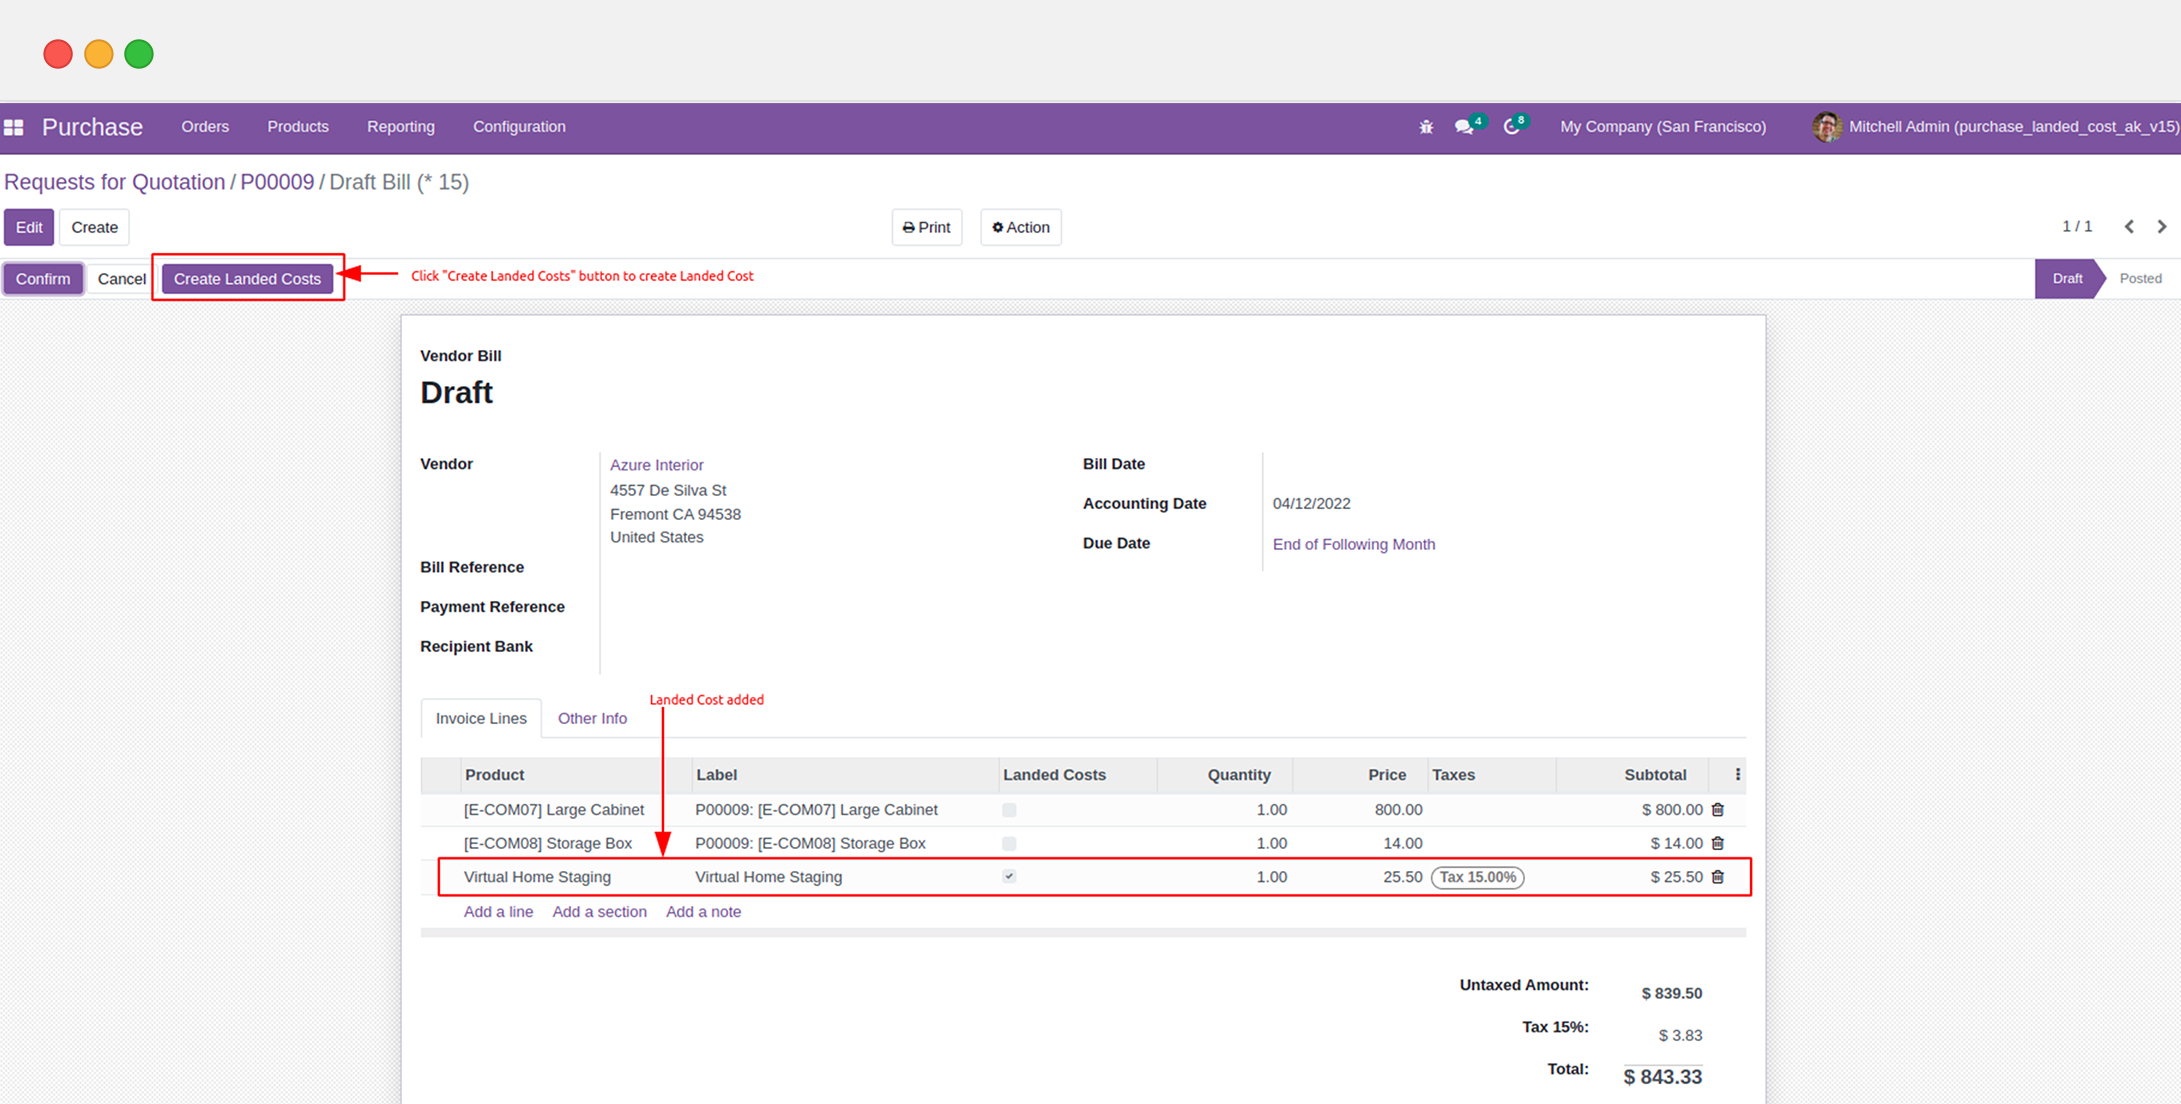 Purchase Orders Products Reporting Configuration 4 8 My Company (San Francisco) Mitchell Admin (purchase_landed_cost_ak_v15)
Requests for Quotation / P00009 / Draft Bill (* 15)
Edit Create Print Action 1 / 1
Confirm Cancel Create Landed Costs Click "Create Landed Costs" button to create Landed Cost Draft Posted
Vendor Bill
Draft
Vendor Azure Interior Bill Date
4557 De Silva St
Fremont CA 94538 Accounting Date 04/12/2022
United States Due Date End of Following Month
Bill Reference
Payment Reference
Recipient Bank
Landed Cost added
Invoice Lines Other Info
Product Label Landed Costs Quantity Price Taxes Subtotal
[E-COM07] Large Cabinet P00009: [E-COM07] Large Cabinet 1.00 800.00 $ 800.00
[E-COM08] Storage Box P00009: [E-COM08] Storage Box 1.00 14.00 $ 14.00
Virtual Home Staging Virtual Home Staging 1.00 25.50 Tax 15.00% $ 25.50
Add a line Add a section Add a note
Untaxed Amount: $ 839.50
Tax 15%: $ 3.83
Total: $ 843.33